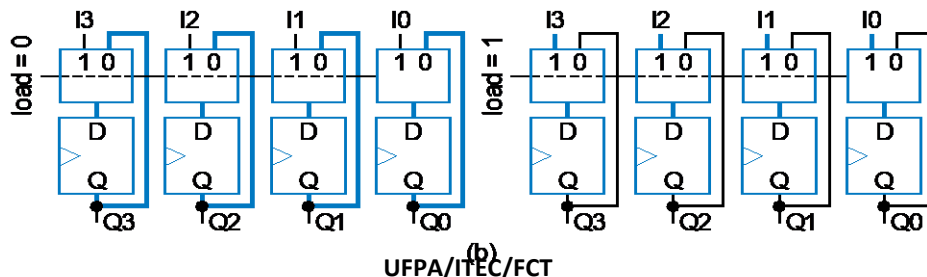 I3 I2 I1 I0 I3 I2 I1 I0
load = 0 1 0 1 0 1 0 1 0 load = 1 1 0 1 0 1 0 1 0
D D D D D D D D
Q Q Q Q Q Q Q Q
Q3 Q2 Q1 Q0 Q3 Q2 Q1 Q0
(b)
UFPA/ITEC/FCT